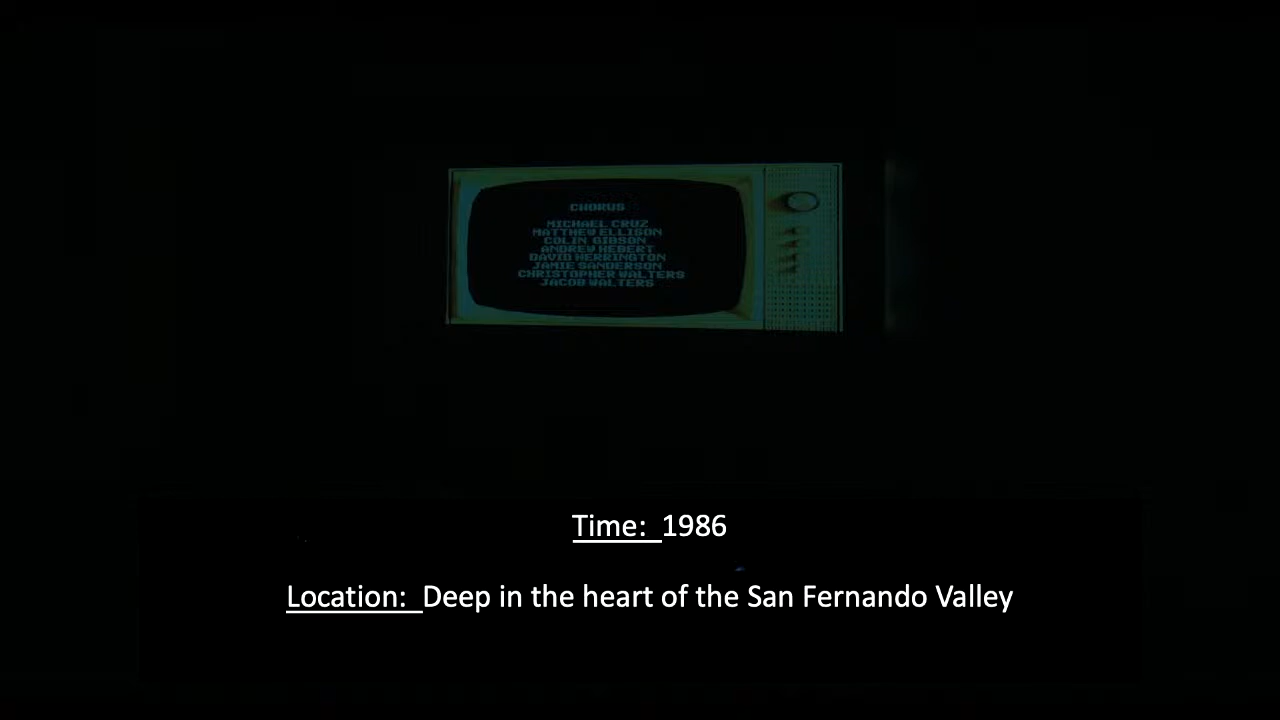 CHORUS
MICHAEL CRUZ
MATTHEW ELLISON
COLIN GIBSON
ANDREW HEBERT
DAVID HERRINGTON
JAMIE SANDERSON
CHRISTOPHER WALTERS
JACOB WALTERS
Time: 1986
Location: Deep in the heart of the San Fernando Valley